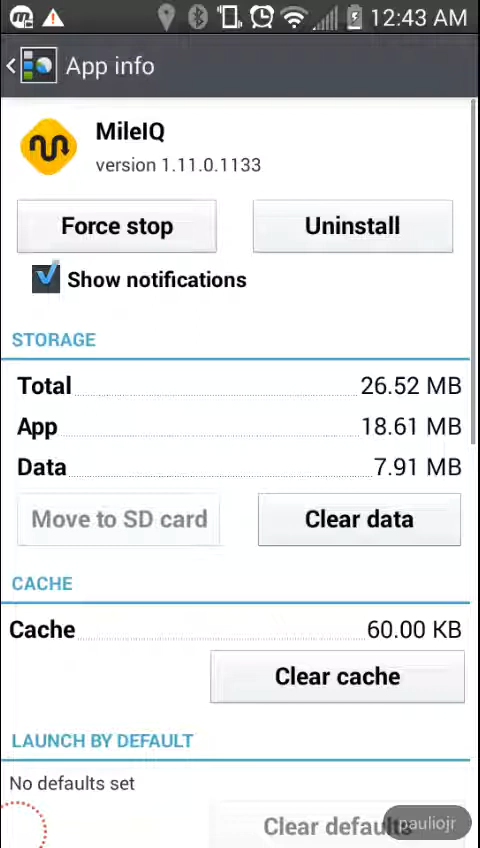 12:43 AM
App info
MileIQ
version 1.11.0.1133
Force stop
Uninstall
Show notifications
STORAGE
Total 26.52 MB
App 18.61 MB
Data 7.91 MB
Move to SD card
Clear data
CACHE
Cache 60.00 KB
Clear cache
LAUNCH BY DEFAULT
No defaults set
Clear defaults
pauliojr